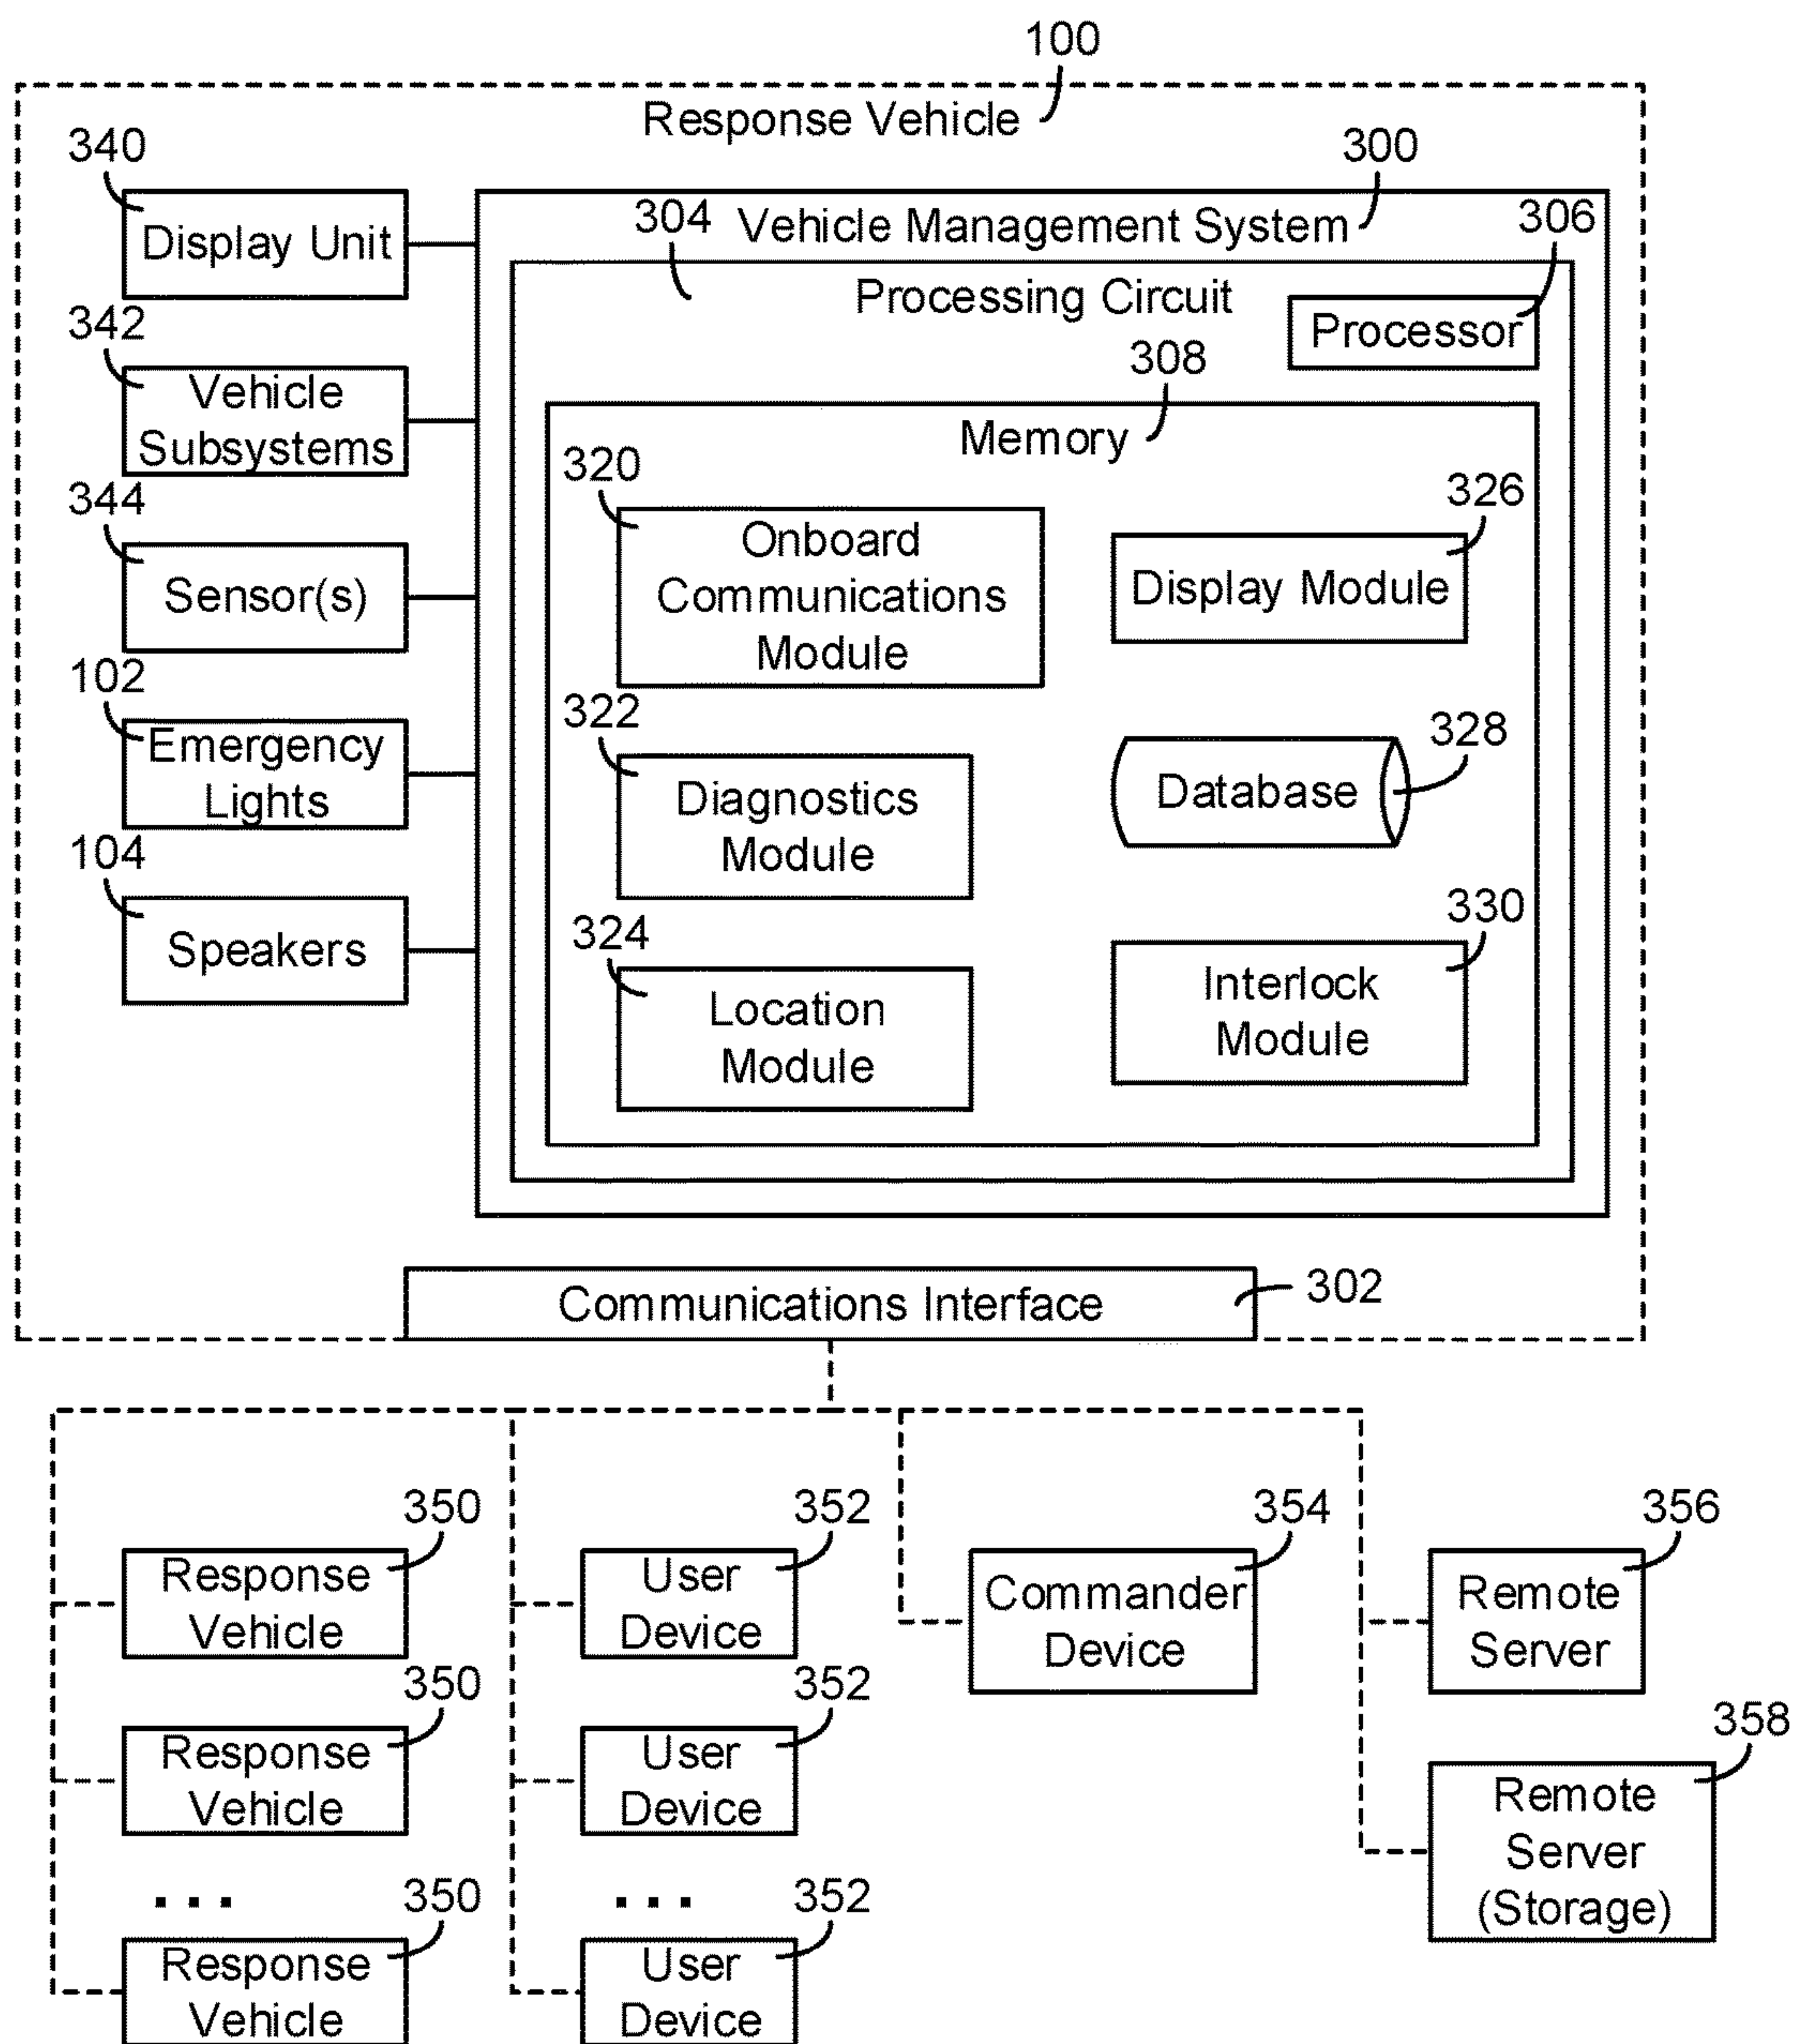 100
Response Vehicle
340
Display Unit
342
Vehicle
Subsystems
344
Sensor(s)
102
Emergency
Lights
104
Speakers
300
Vehicle Management System
304
Processing Circuit
306
Processor
308
Memory
320
Onboard
Communications
Module
326
Display Module
322
Diagnostics
Module
328
Database
324
Location
Module
330
Interlock
Module
Communications Interface
302
350
Response
Vehicle
350
Response
Vehicle
...
350
Response
Vehicle
352
User
Device
352
User
Device
...
352
User
Device
354
Commander
Device
356
Remote
Server
358
Remote
Server
(Storage)